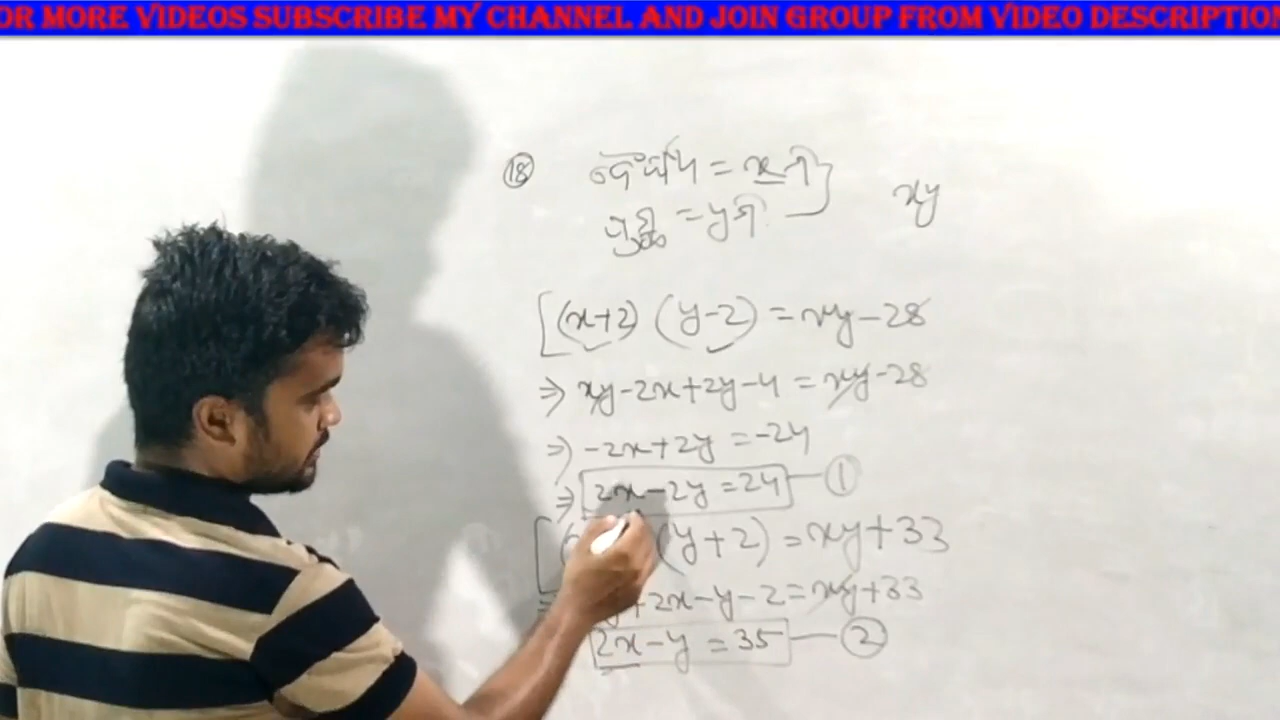 OR MORE VIDEOS SUBSCRIBE MY CHANNEL AND JOIN GROUP FROM VIDEO DESCRIPTION
18 ଦୈର୍ଘ୍ୟ = x ମି
ପ୍ରସ୍ଥ = y ମି
xy
[(x+2) (y-2) = xy-28
⇒ xy-2x+2y-4 = xy-28
⇒ -2x+2y = -24
⇒ 2x-2y = 24 — 1
[( (y+2) = xy+33
y+2x-y-2 = xy+33
2x-y = 35 — 2